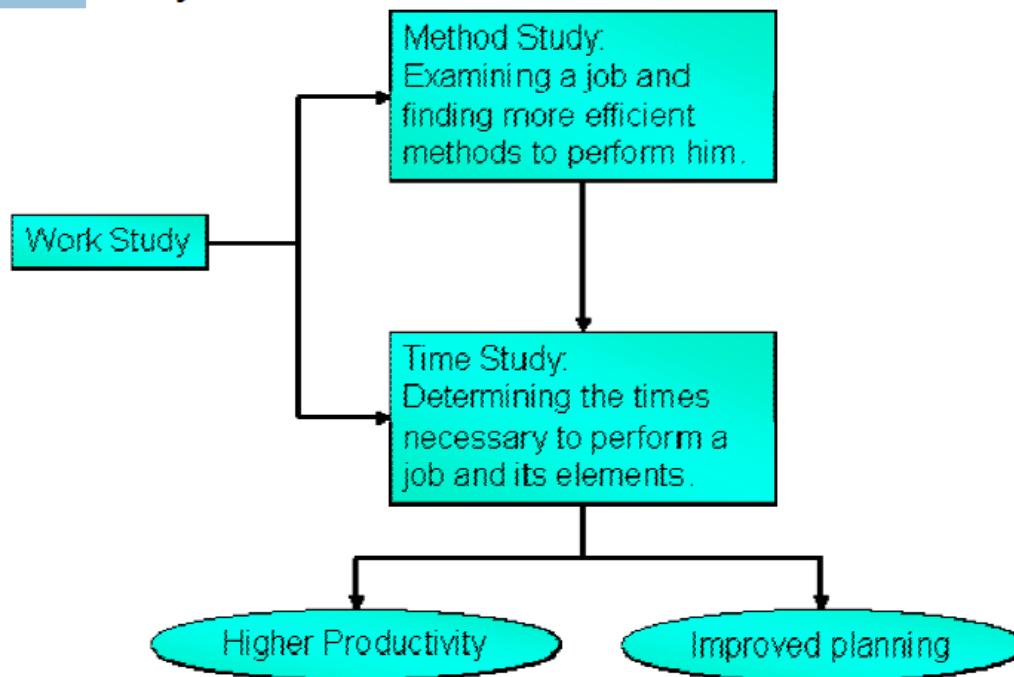 Method Study:
Examining a job and
finding more efficient
methods to perform him.
Work Study
Time Study:
Determining the times
necessary to perform a
job and its elements.
Higher Productivity
Improved planning